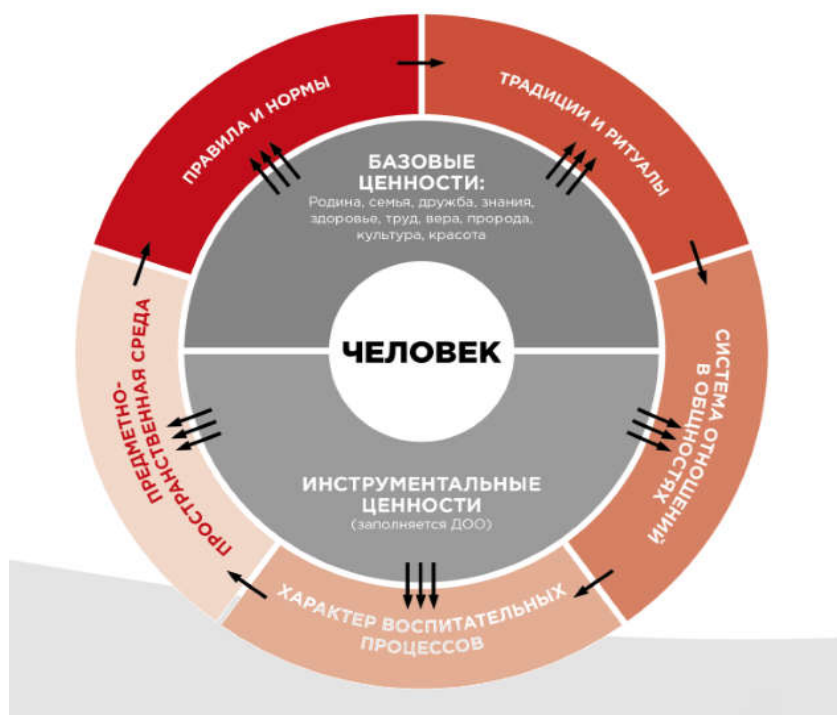 ПРАВИЛА И НОРМЫ
ТРАДИЦИИ И РИТУАЛЫ
БАЗОВЫЕ
ЦЕННОСТИ:
Родина, семья, дружба, знания,
здоровье, труд, вера, пророда,
культура, красота
ЧЕЛОВЕК
СИСТЕМА ОТНОШЕНИЙ
В ОБЩНОСТЯХ
ПРЕДМЕТНО-
ПРОСТРАНСТВЕННАЯ СРЕДА
ИНСТРУМЕНТАЛЬНЫЕ
ЦЕННОСТИ
(заполняется ДОО)
ХАРАКТЕР ВОСПИТАТЕЛЬНЫХ
ПРОЦЕССОВ